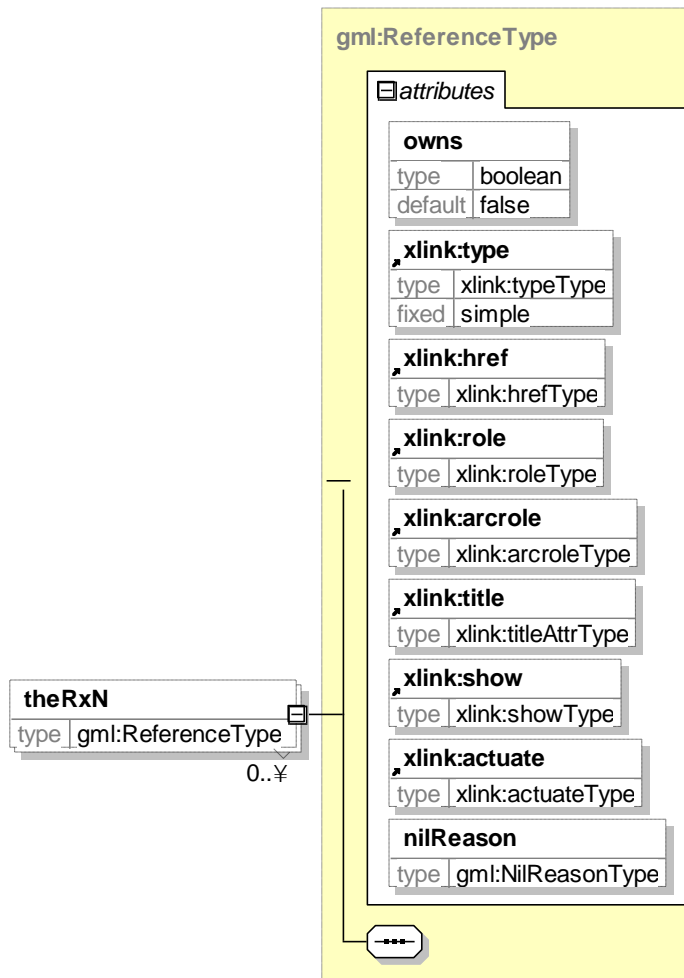 gml:ReferenceType
attributes
owns
type boolean
default false
xlink:type
type xlink:typeType
fixed simple
xlink:href
type xlink:hrefType
xlink:role
type xlink:roleType
xlink:arcrole
type xlink:arcroleType
xlink:title
type xlink:titleAttrType
xlink:show
type xlink:showType
xlink:actuate
type xlink:actuateType
nilReason
type gml:NilReasonType
theRxN
type gml:ReferenceType
0..¥